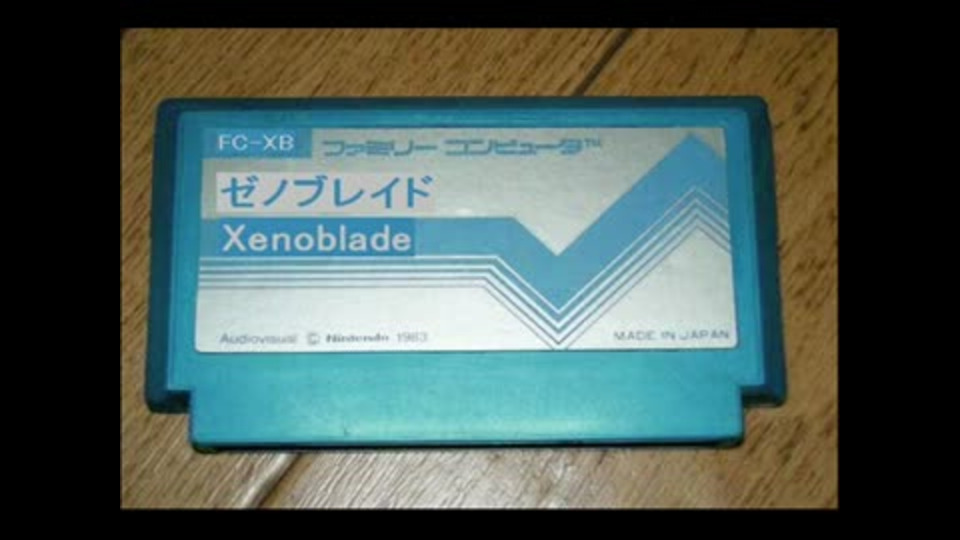 FC-XB ファミリー コンピュータ™
ゼノブレイド
Xenoblade
Audiovisual © Nintendo 1983
MADE IN JAPAN